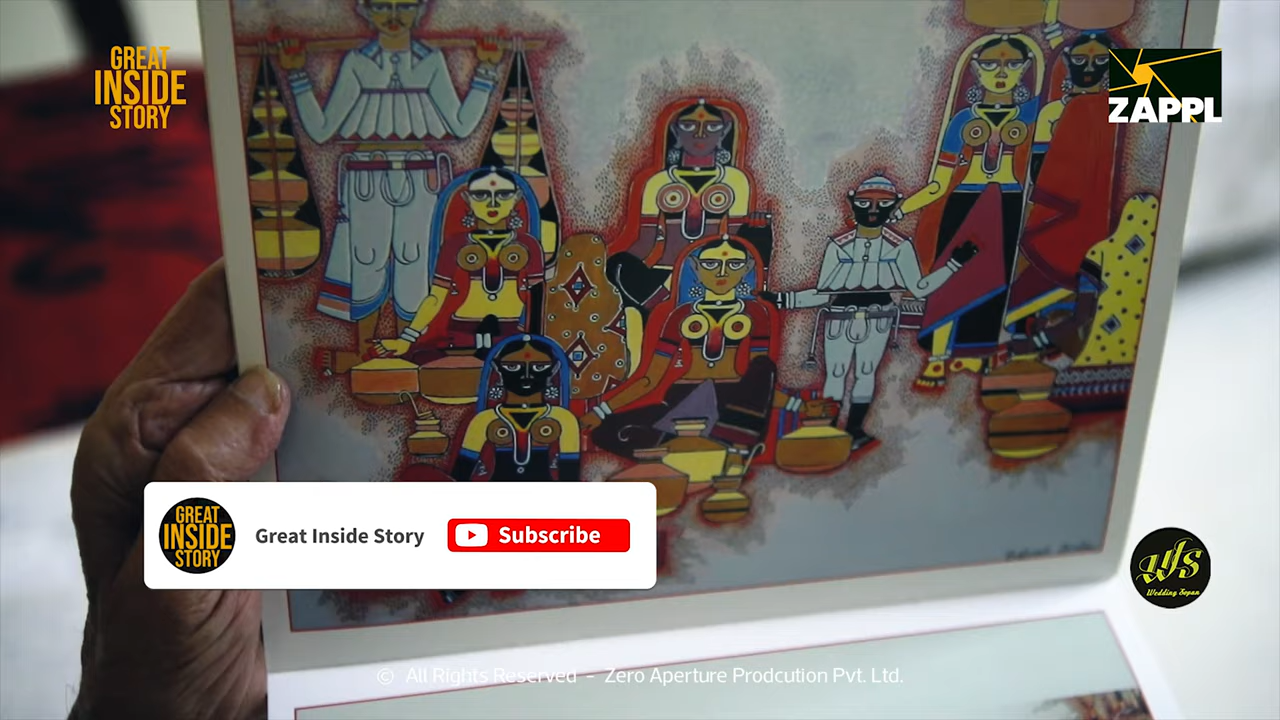 GREAT
INSIDE
STORY
ZAPPL
GREAT
INSIDE
STORY
Great Inside Story
Subscribe
WS
Wedding Sopan
© All Rights Reserved - Zero Aperture Prodcution Pvt. Ltd.